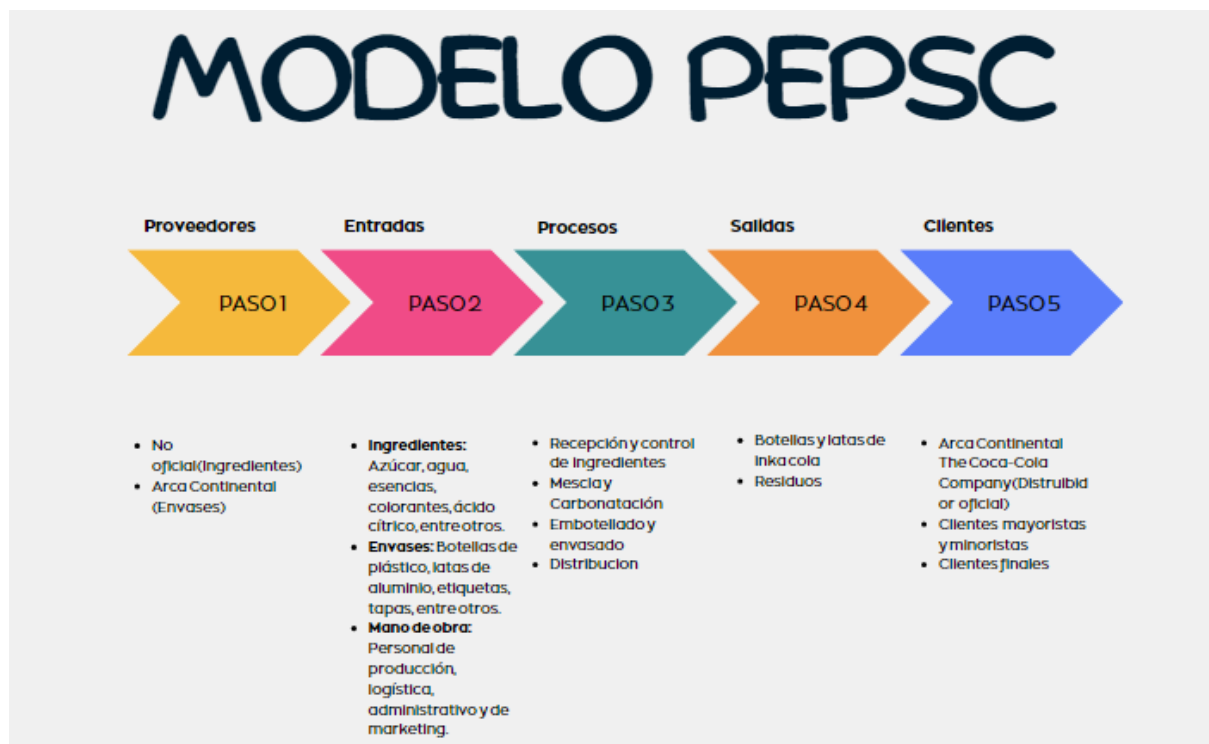 MODELO PEPSC
Proveedores
Entradas
Procesos
Salidas
Clientes
PASO 1
PASO 2
PASO 3
PASO 4
PASO 5
• No
oficial(Ingredientes)
• Arca Continental
(Envases)
• Ingredientes:
Azúcar, agua,
esencias,
colorantes, ácido
cítrico, entre otros.
• Envases: Botellas de
plástico, latas de
aluminio, etiquetas,
tapas, entre otros.
• Mano de obra:
Personal de
producción,
logística,
administrativo y de
marketing.
• Recepción y control
de ingredientes
• Mescla y
Carbonatación
• Embotellado y
envasado
• Distribucion
• Botellas y latas de
inka cola
• Residuos
• Arca Continental
The Coca-Cola
Company(Distruibid
or oficial)
• Clientes mayoristas
y minoristas
• Clientes finales